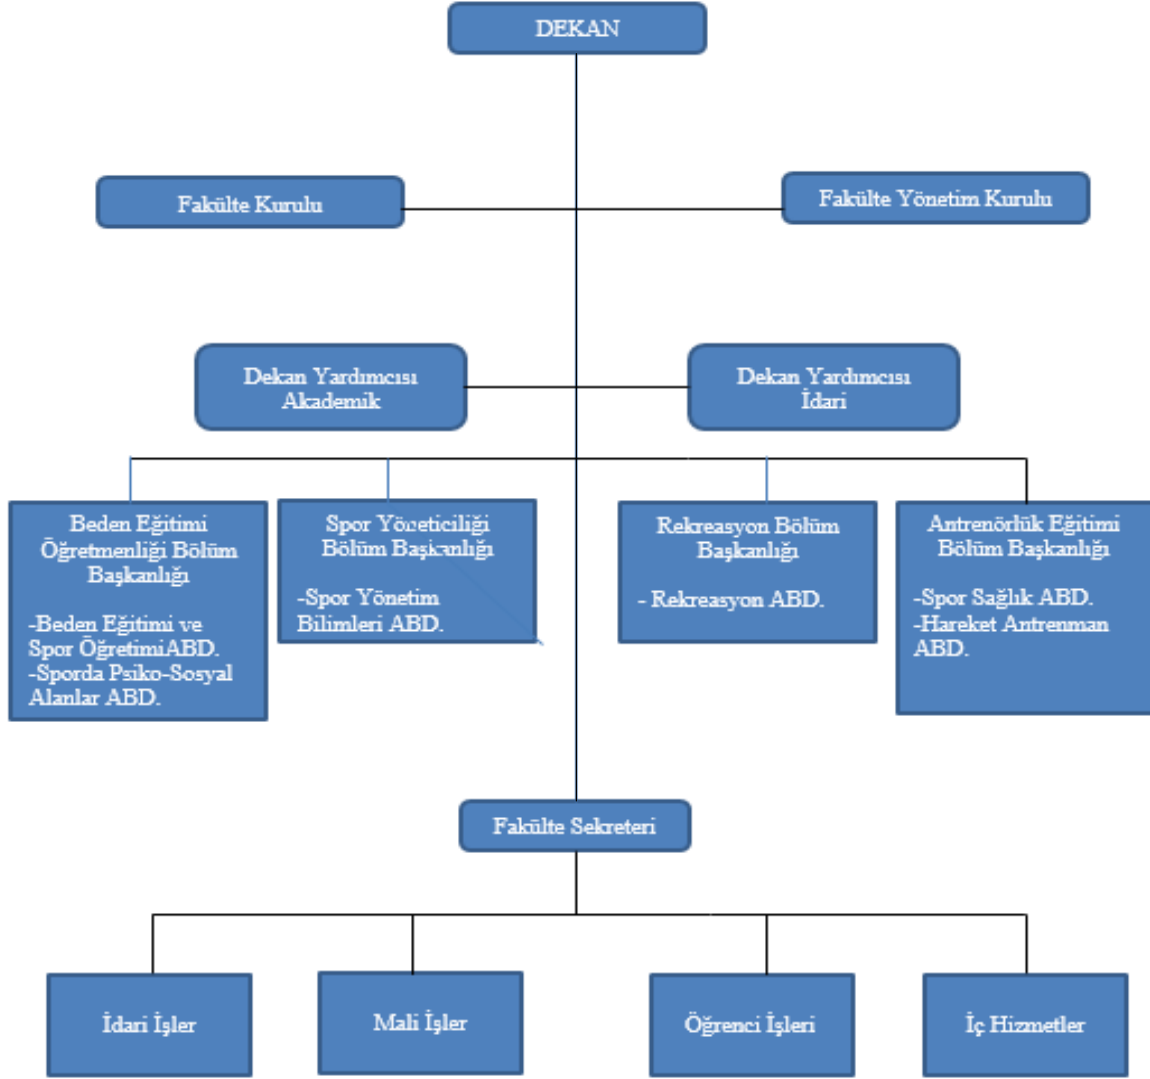 DEKAN
Fakülte Kurulu
Fakülte Yönetim Kurulu
Dekan Yardımcısı
Akademik
Dekan Yardımcısı
İdari
Beden Eğitimi
Öğretmenliği Bölüm
Başkanlığı
-Beden Eğitimi ve
Spor ÖğretimiABD.
-Sporda Psiko-Sosyal
Alanlar ABD.
Spor Yöneticiliği
Bölüm Başkanlığı
-Spor Yönetim
Bilimleri ABD.
Rekreasyon Bölüm
Başkanlığı
- Rekreasyon ABD.
Antrenörlük Eğitimi
Bölüm Başkanlığı
-Spor Sağlık ABD.
-Hareket Antrenman
ABD.
Fakülte Sekreteri
İdari İşler
Mali İşler
Öğrenci İşleri
İç Hizmetler